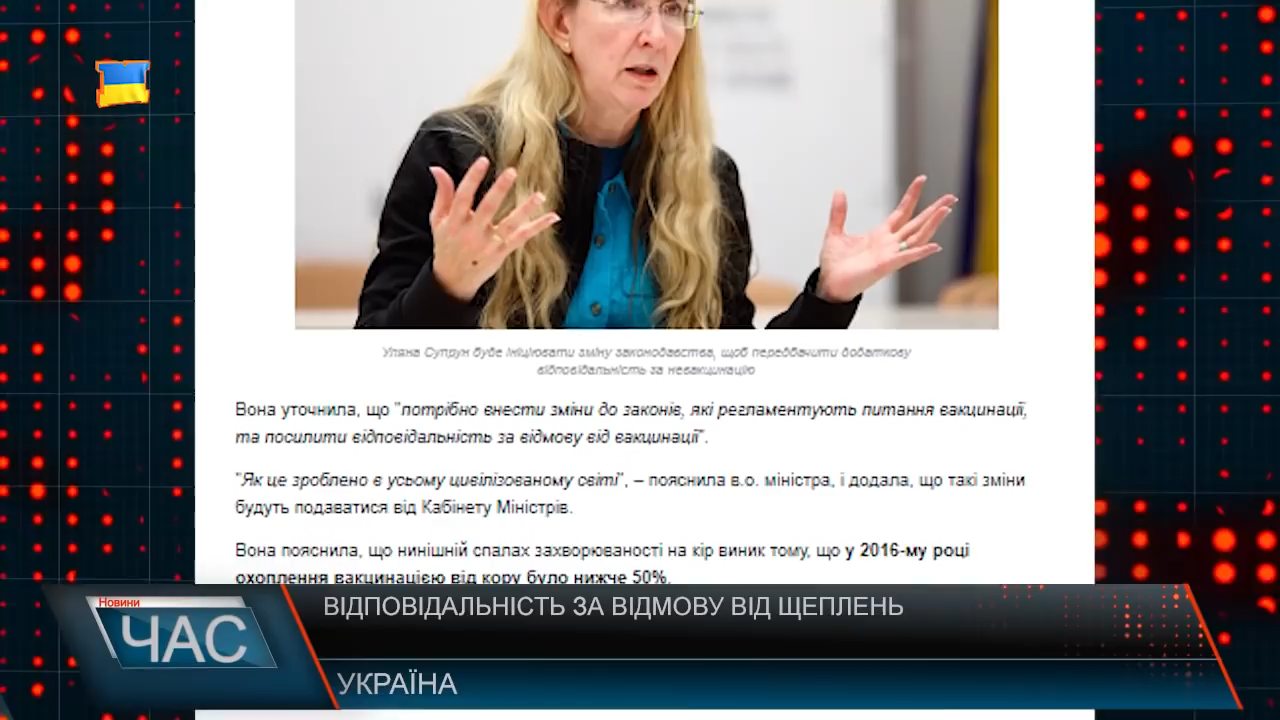 Уляна Супрун буде ініціювати зміну законодавства, щоб передбачити додаткову
відповідальність за невакцинацію
Вона уточнила, що "потрібно внести зміни до законів, які регламентують питання вакцинації,
та посилити відповідальність за відмову від вакцинації".
"Як це зроблено в усьому цивілізованому світі", – пояснила в.о. міністра, і додала, що такі зміни
будуть подаватися від Кабінету Міністрів.
Вона пояснила, що нинішній спалах захворюваності на кір виник тому, що у 2016-му році
охоплення вакцинацією від кору було нижче 50%.
Новини
ЧАС
ВІДПОВІДАЛЬНІСТЬ ЗА ВІДМОВУ ВІД ЩЕПЛЕНЬ
УКРАЇНА